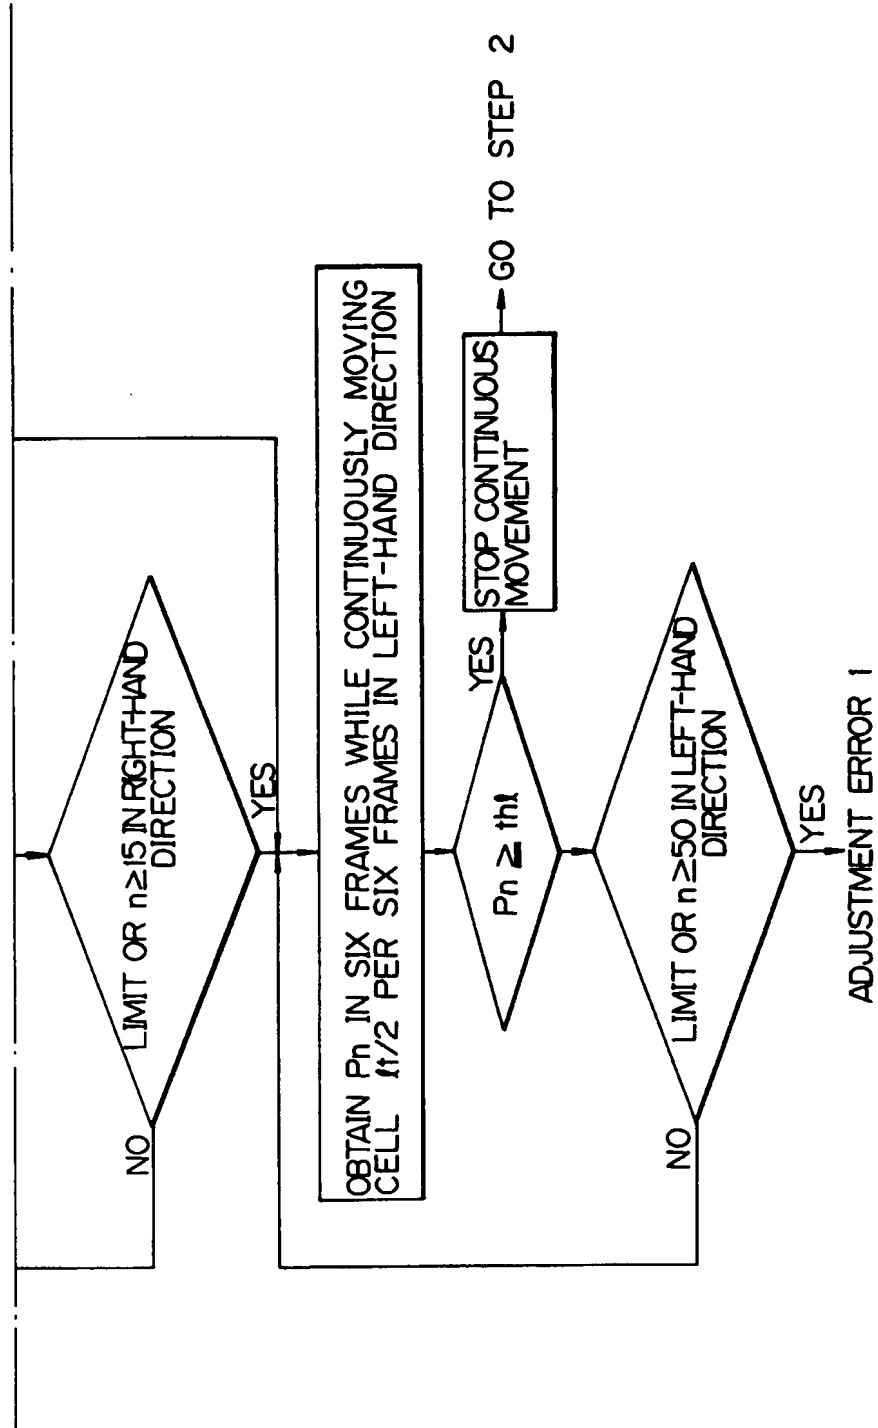 LIMIT OR n≥15 IN RIGHT-HAND
DIRECTION
NO
YES
OBTAIN Pn IN SIX FRAMES WHILE CONTINUOUSLY MOVING
CELL ℓt/2 PER SIX FRAMES IN LEFT-HAND DIRECTION
Pn ≥ thℓ
YES
STOP CONTINUOUS
MOVEMENT
GO TO STEP 2
LIMIT OR n≥50 IN LEFT-HAND
DIRECTION
NO
YES
ADJUSTMENT ERROR 1